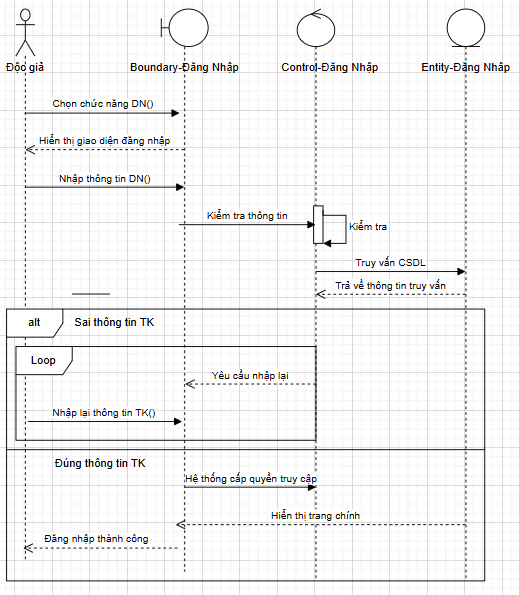 Độc giả
Boundary-Đăng Nhập
Control-Đăng Nhập
Entity-Đăng Nhập
Chọn chức năng DN()
Hiển thị giao diện đăng nhập
Nhập thông tin DN()
Kiểm tra thông tin
Kiểm tra
Truy vấn CSDL
Trả về thông tin truy vấn
alt
Sai thông tin TK
Loop
Yêu cầu nhập lại
Nhập lại thông tin TK()
Đúng thông tin TK
Hệ thống cấp quyền truy cập
Hiển thị trang chính
Đăng nhập thành công